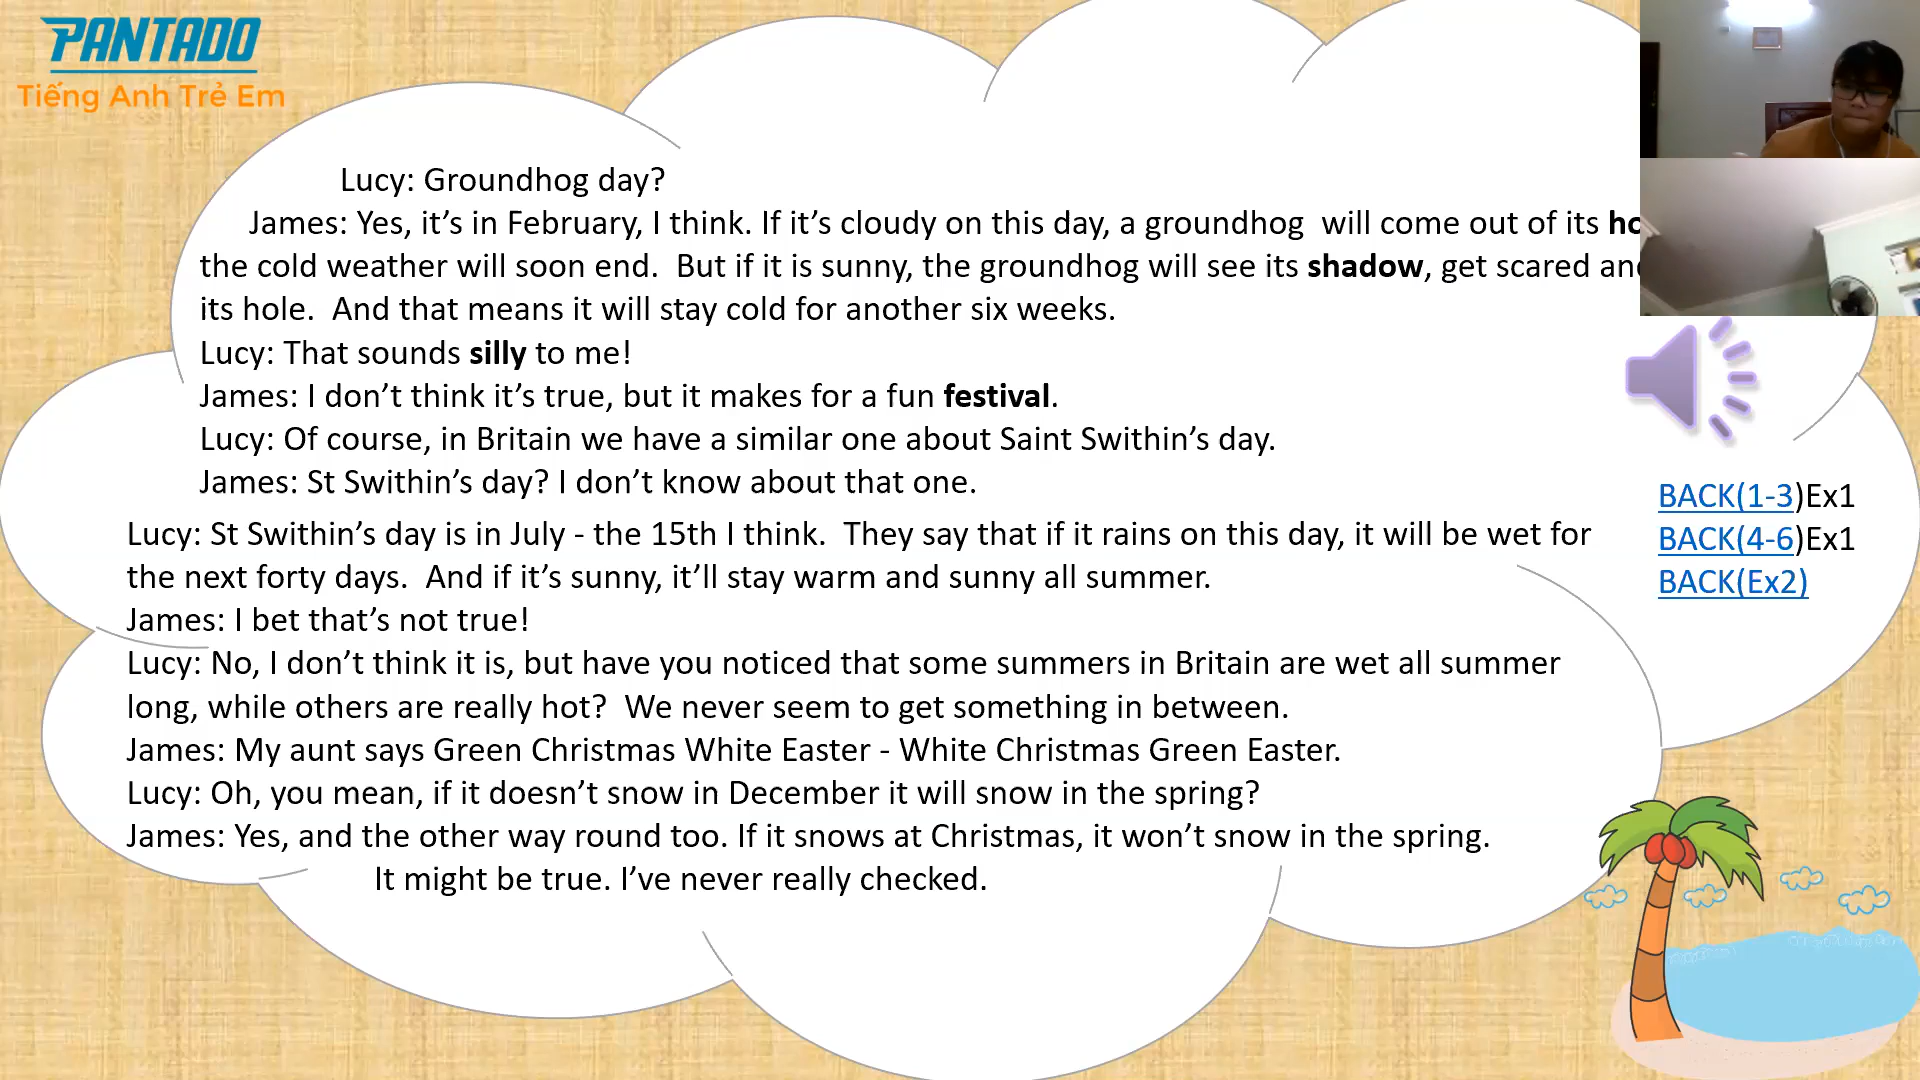 PANTADO
Tiếng Anh Trẻ Em
Lucy: Groundhog day?
James: Yes, it’s in February, I think. If it’s cloudy on this day, a groundhog will come out of its
the cold weather will soon end. But if it is sunny, the groundhog will see its shadow, get scared
its hole. And that means it will stay cold for another six weeks.
Lucy: That sounds silly to me!
James: I don’t think it’s true, but it makes for a fun festival.
Lucy: Of course, in Britain we have a similar one about Saint Swithin’s day.
James: St Swithin’s day? I don’t know about that one.
Lucy: St Swithin’s day is in July - the 15th I think. They say that if it rains on this day, it will be wet for
the next forty days. And if it’s sunny, it’ll stay warm and sunny all summer.
James: I bet that’s not true!
Lucy: No, I don’t think it is, but have you noticed that some summers in Britain are wet all summer
long, while others are really hot? We never seem to get something in between.
James: My aunt says Green Christmas White Easter - White Christmas Green Easter.
Lucy: Oh, you mean, if it doesn’t snow in December it will snow in the spring?
James: Yes, and the other way round too. If it snows at Christmas, it won’t snow in the spring.
It might be true. I’ve never really checked.
BACK(1-3)Ex1
BACK(4-6)Ex1
BACK(Ex2)